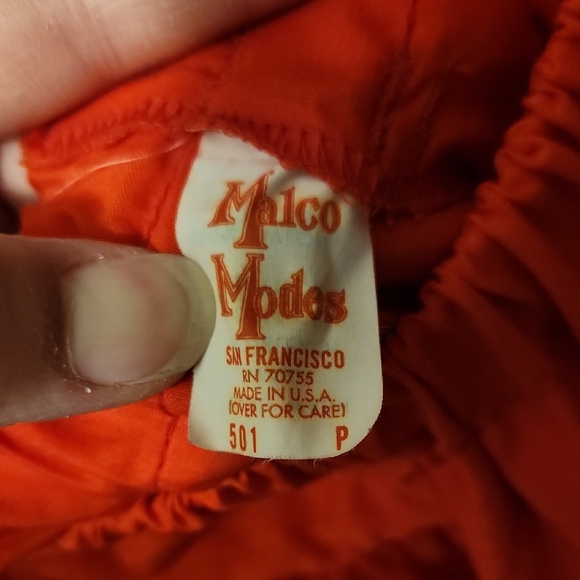 Malco
Modes
SAN FRANCISCO
RN 70755
MADE IN U.S.A.
(OVER FOR CARE)
501 P